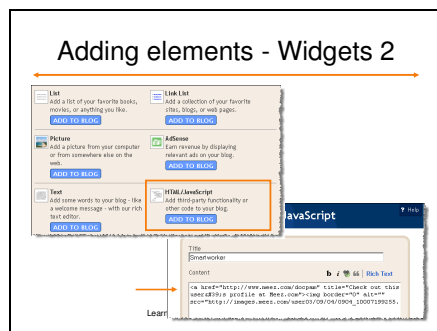 Adding elements - Widgets 2
List
Add a list of your favorite books,
movies, or anything you like.
ADD TO BLOG
Link List
Add a collection of your favorite
sites, blogs, or web pages.
ADD TO BLOG
Picture
Add a picture from your computer
or from somewhere else on the
web.
ADD TO BLOG
AdSense
Earn revenue by displaying
relevant ads on your blog.
ADD TO BLOG
Text
Add some words to your blog - like
a welcome message - with our rich
text editor.
ADD TO BLOG
HTML/JavaScript
Add third-party functionality or
other code to your blog.
ADD TO BLOG
JavaScript
? Help
Title
Smartworker
Content
b i Rich Text
<a href="http://www.meez.com/doopam" title="Check out this
user&#39;s profile at Meez.com"><img border="0" alt=""
src="http://images.meez.com/user03/09/04/0904_10007199255.
Learn